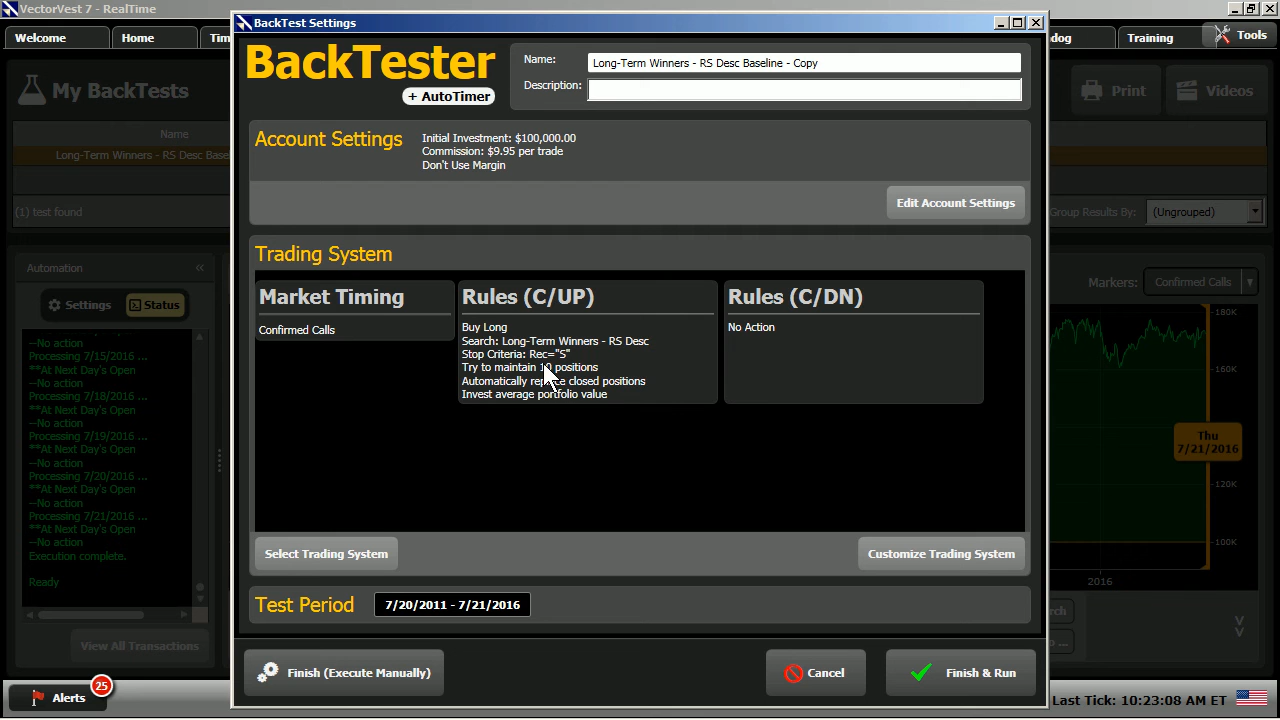 VectorVest 7 - RealTime
Welcome
Home
Tim
dog
Training
Tools
My BackTests
Print
Videos
Name
Long-Term Winners - RS Desc Base
(1) test found
Group Results By:
(Ungrouped)
Automation
«
Settings
Status
--No action
Processing 7/15/2016 ...
**At Next Day's Open
--No action
Processing 7/18/2016 ...
**At Next Day's Open
--No action
Processing 7/19/2016 ...
**At Next Day's Open
--No action
Processing 7/20/2016 ...
**At Next Day's Open
--No action
Processing 7/21/2016 ...
**At Next Day's Open
--No action
Execution complete.
Ready
View All Transactions
Alerts
25
BackTest Settings
BackTester
+ AutoTimer
Name:
Long-Term Winners - RS Desc Baseline - Copy
Description:
Account Settings
Initial Investment: $100,000.00
Commission: $9.95 per trade
Don't Use Margin
Edit Account Settings
Trading System
Market Timing
Confirmed Calls
Rules (C/UP)
Buy Long
Search: Long-Term Winners - RS Desc
Stop Criteria: Rec="S"
Try to maintain 10 positions
Automatically replace closed positions
Invest average portfolio value
Rules (C/DN)
No Action
Select Trading System
Customize Trading System
Test Period
7/20/2011 - 7/21/2016
Finish (Execute Manually)
Cancel
Finish & Run
Markers:
Confirmed Calls
180K
160K
Thu
7/21/2016
120K
100K
2016
rch
p ...
Last Tick: 10:23:08 AM ET